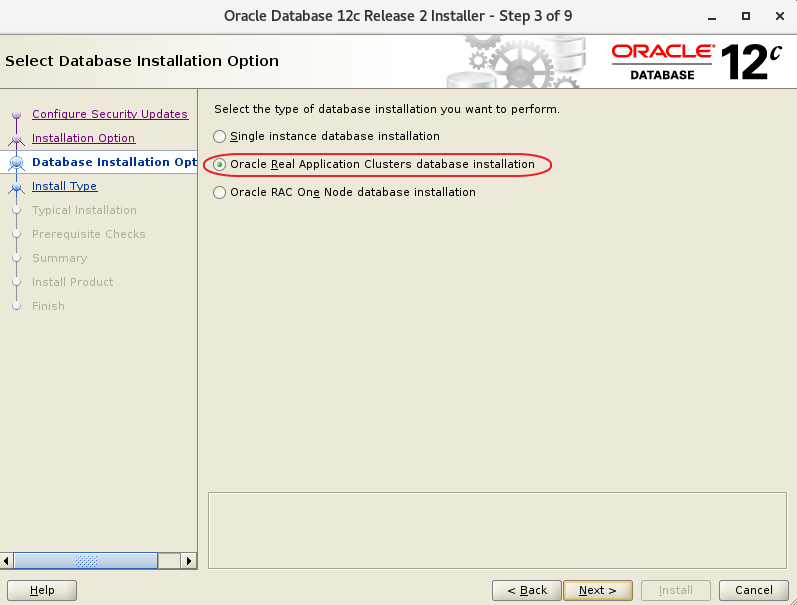 Oracle Database 12c Release 2 Installer - Step 3 of 9
Select Database Installation Option
ORACLE
DATABASE
12c
Configure Security Updates
Installation Option
Database Installation Opt
Install Type
Typical Installation
Prerequisite Checks
Summary
Install Product
Finish
Select the type of database installation you want to perform.
Single instance database installation
Oracle Real Application Clusters database installation
Oracle RAC One Node database installation
Help
< Back
Next >
Install
Cancel